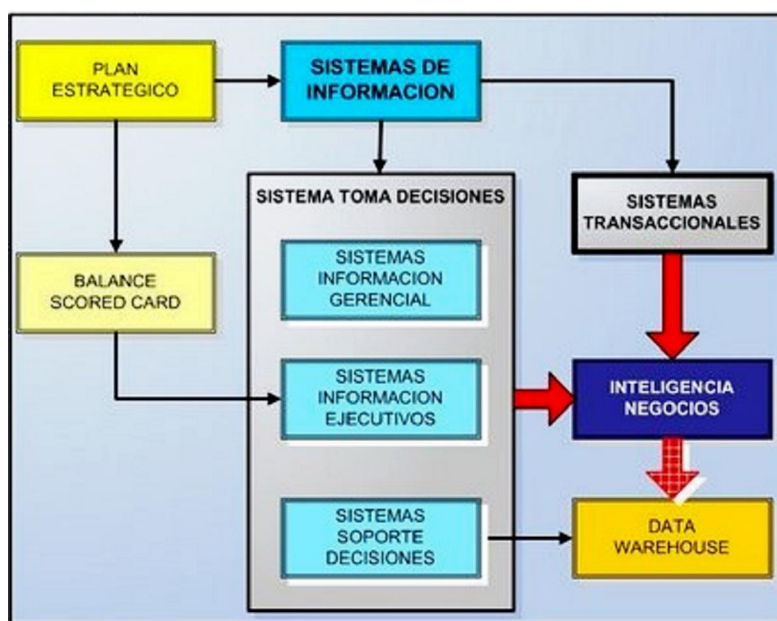 PLAN
ESTRATEGICO
SISTEMAS DE
INFORMACION
SISTEMA TOMA DECISIONES
SISTEMAS
TRANSACCIONALES
SISTEMAS
INFORMACION
GERENCIAL
BALANCE
SCORED CARD
SISTEMAS
INFORMACION
EJECUTIVOS
INTELIGENCIA
NEGOCIOS
SISTEMAS
SOPORTE
DECISIONES
DATA
WAREHOUSE